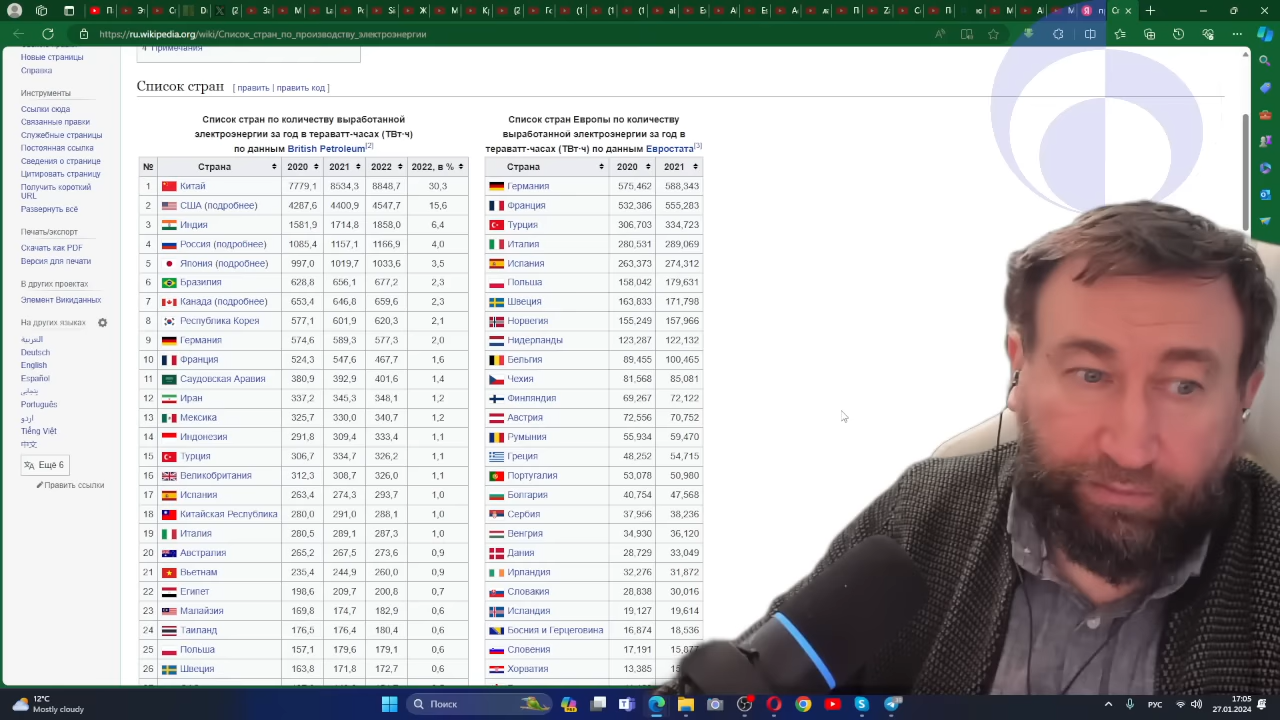 https://ru.wikipedia.org/wiki/Список_стран_по_производству_электроэнергии
Новые страницы
Справка
Инструменты
Ссылки сюда
Связанные правки
Служебные страницы
Постоянная ссылка
Сведения о странице
Цитировать страницу
Получить короткий
URL
Развернуть всё
Печать/экспорт
Скачать как PDF
Версия для печати
В других проектах
Элемент Викиданных
На других языках
العربية
Deutsch
English
Español
پنجابی
Português
اردو
Tiếng Việt
中文
Ещё 6
Править ссылки
4 Примечания
Список стран [ править | править код ]
Список стран по количеству выработанной
электроэнергии за год в тераватт-часах (ТВт·ч)
по данным British Petroleum[2]
№ Страна 2020 2021 2022 2022, в %
1 Китай 7779,1 8534,3 8848,7 30,3
2 США (подробнее) 4287,6 4400,9 4547,7 15,6
3 Индия 1581,9 1714,8 1858,0 6,4
4 Россия (подробнее) 1085,4 1157,1 1166,9 4,0
5 Япония (подробнее) 997,0 1019,7 1033,6 3,5
6 Бразилия 628,8 656,1 677,2 2,3
7 Канада (подробнее) 653,4 646,8 659,6 2,3
8 Республика Корея 577,1 601,9 620,3 2,1
9 Германия 574,6 589,3 577,3 2,0
10 Франция 524,3 547,6 467,7 1,6
11 Саудовская Аравия 380,9 392,9 401,6 1,4
12 Иран 337,2 345,3 348,1 1,2
13 Мексика 325,7 330,0 340,7 1,2
14 Индонезия 291,8 309,4 333,4 1,1
15 Турция 306,7 334,7 326,2 1,1
16 Великобритания 312,3 308,7 326,0 1,1
17 Испания 263,4 274,3 293,7 1,0
18 Китайская Республика 280,0 291,0 288,1 1,0
19 Италия 280,5 289,1 287,3 1,0
20 Австралия 265,2 267,5 273,6 0,9
21 Вьетнам 235,4 244,9 260,0 0,9
22 Египет 198,6 209,7 200,8 0,7
23 Малайзия 169,8 174,7 182,9 0,6
24 Таиланд 176,5 176,4 180,4 0,6
25 Польша 157,1 179,6 179,1 0,6
26 Швеция 163,8 171,8 172,7 0,6
Список стран Европы по количеству
выработанной электроэнергии за год в
тераватт-часах (ТВт·ч) по данным Евростата[3]
Страна 2020 2021
Германия 575,462 588,343
Франция 532,386 555,283
Турция 306,703 334,723
Италия 280,531 289,069
Испания 263,373 274,312
Польша 158,042 179,631
Швеция 163,833 171,798
Норвегия 155,249 157,966
Нидерланды 123,287 122,132
Бельгия 89,455 100,465
Чехия 81,568 85,081
Финляндия 69,267 72,122
Австрия 72,556 70,752
Румыния 55,934 59,470
Греция 48,252 54,715
Португалия 53,078 50,980
Болгария 40,754 47,568
Сербия 37,956 38,236
Венгрия 34,930 36,120
Дания 28,729 33,049
Ирландия 32,276 31,872
Словакия 28,838 30,016
Исландия 19,127 19,614
Босния и Герцеговина 16,874 18,536
Словения 17,191
Хорватия 13,385
12°C
Mostly cloudy
Поиск
РУС
17:05
27.01.2024